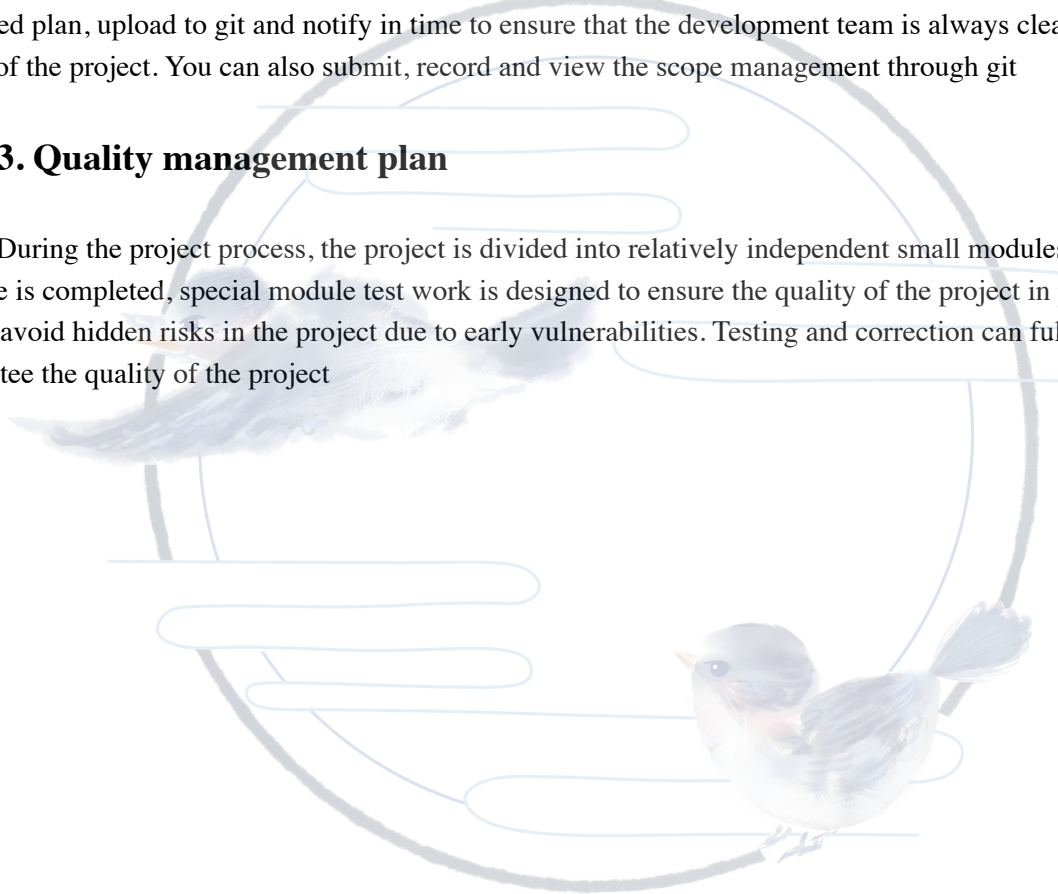 ed plan, upload to git and notify in time to ensure that the development team is always clea
of the project. You can also submit, record and view the scope management through git
3. Quality management plan
During the project process, the project is divided into relatively independent small modules
e is completed, special module test work is designed to ensure the quality of the project in
avoid hidden risks in the project due to early vulnerabilities. Testing and correction can ful
tee the quality of the project